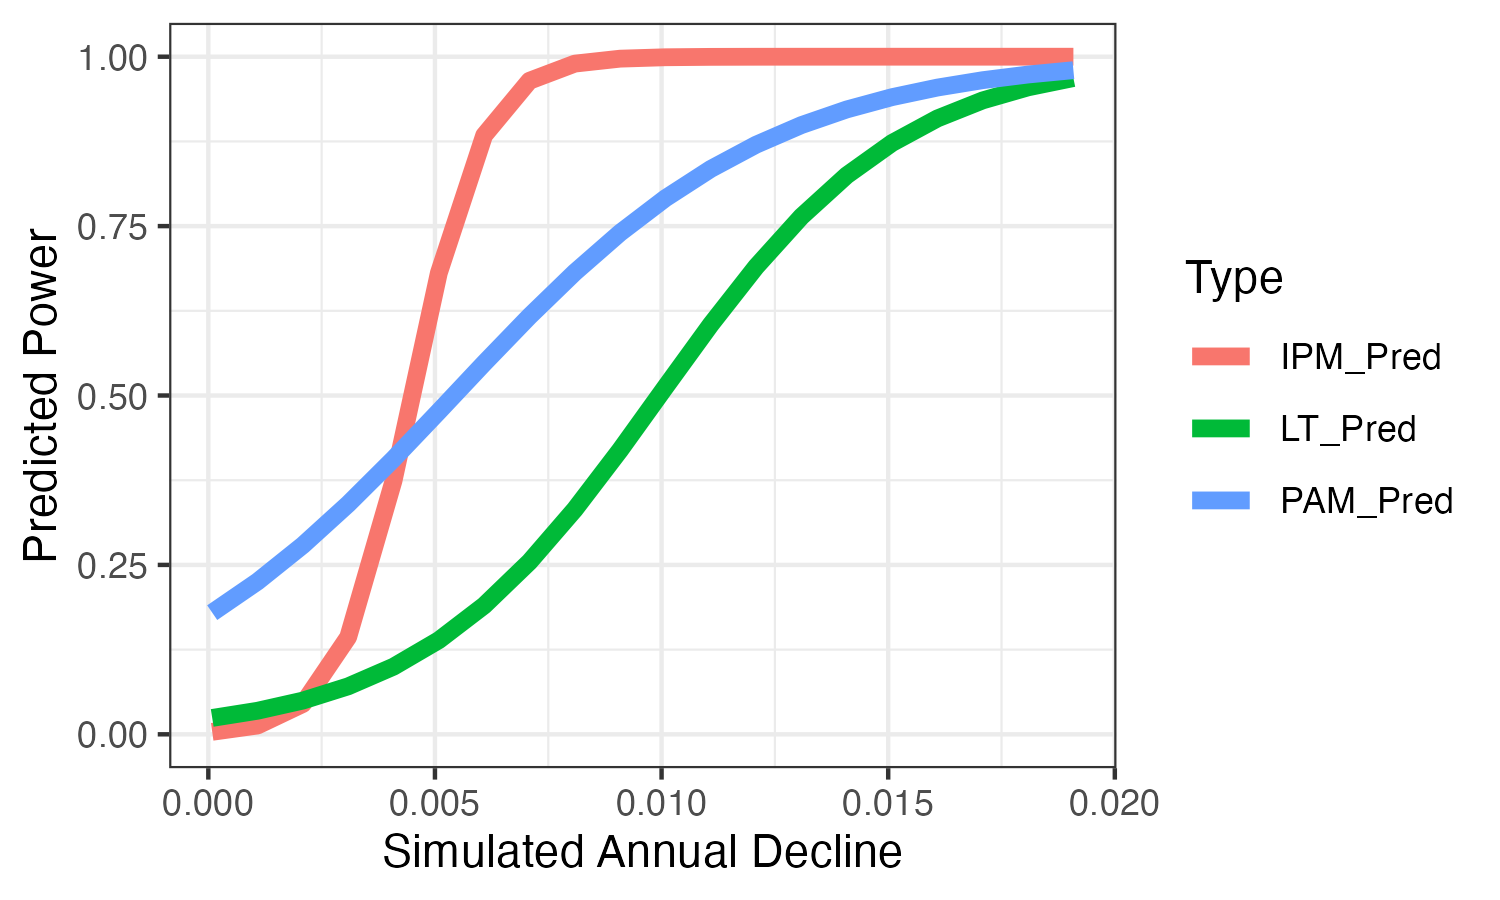 1.00
0.75
0.50
0.25
0.00
Predicted Power
0.000 0.005 0.010 0.015 0.020
Simulated Annual Decline
Type
IPM_Pred
LT_Pred
PAM_Pred